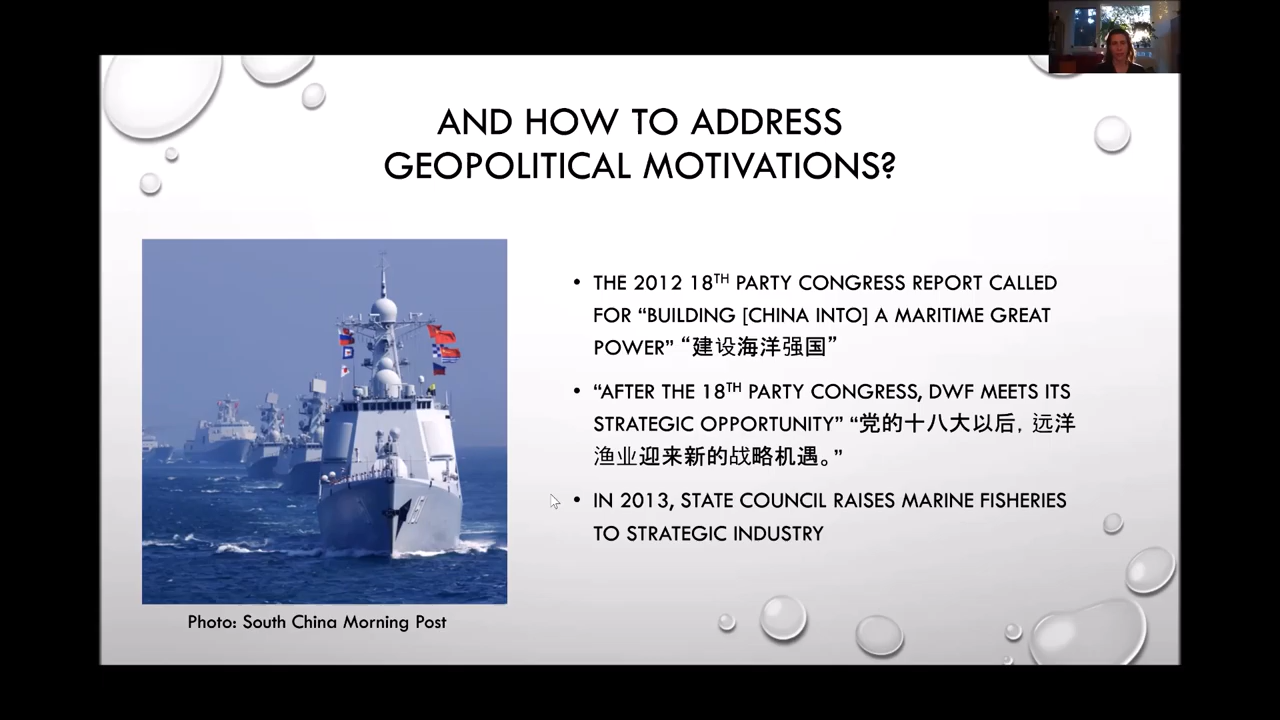 AND HOW TO ADDRESS
GEOPOLITICAL MOTIVATIONS?
• THE 2012 18TH PARTY CONGRESS REPORT CALLED
FOR “BUILDING [CHINA INTO] A MARITIME GREAT
POWER” “建设海洋强国”
• “AFTER THE 18TH PARTY CONGRESS, DWF MEETS ITS
STRATEGIC OPPORTUNITY” “党的十八大以后, 远洋
渔业迎来新的战略机遇。”
• IN 2013, STATE COUNCIL RAISES MARINE FISHERIES
TO STRATEGIC INDUSTRY
Photo: South China Morning Post